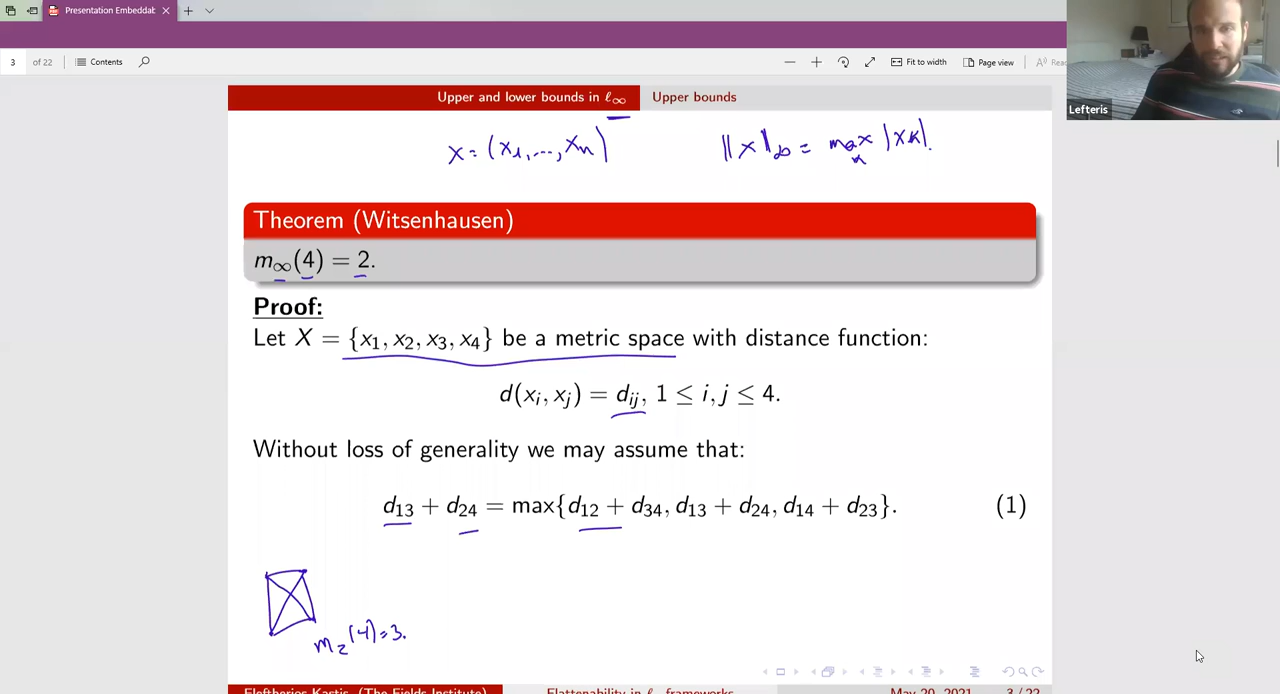 Presentation Embeddab
3 of 22 Contents Fit to width Page view Rea
Lefteris
Upper and lower bounds in ℓ∞ Upper bounds
x = (x₁, ..., xₙ) ‖x‖∞ = max |xₖ|.
k
Theorem (Witsenhausen)
m∞(4) = 2.
Proof:
Let X = {x₁, x₂, x₃, x₄} be a metric space with distance function:
d(xᵢ, xⱼ) = dᵢⱼ, 1 ≤ i, j ≤ 4.
Without loss of generality we may assume that:
d₁₃ + d₂₄ = max{d₁₂ + d₃₄, d₁₃ + d₂₄, d₁₄ + d₂₃}. (1)
m₂(4)=3.
Eleftherios Kastis (The Fields Institute) Flattenability in ℓ frameworks May 20, 2021 3 / 22